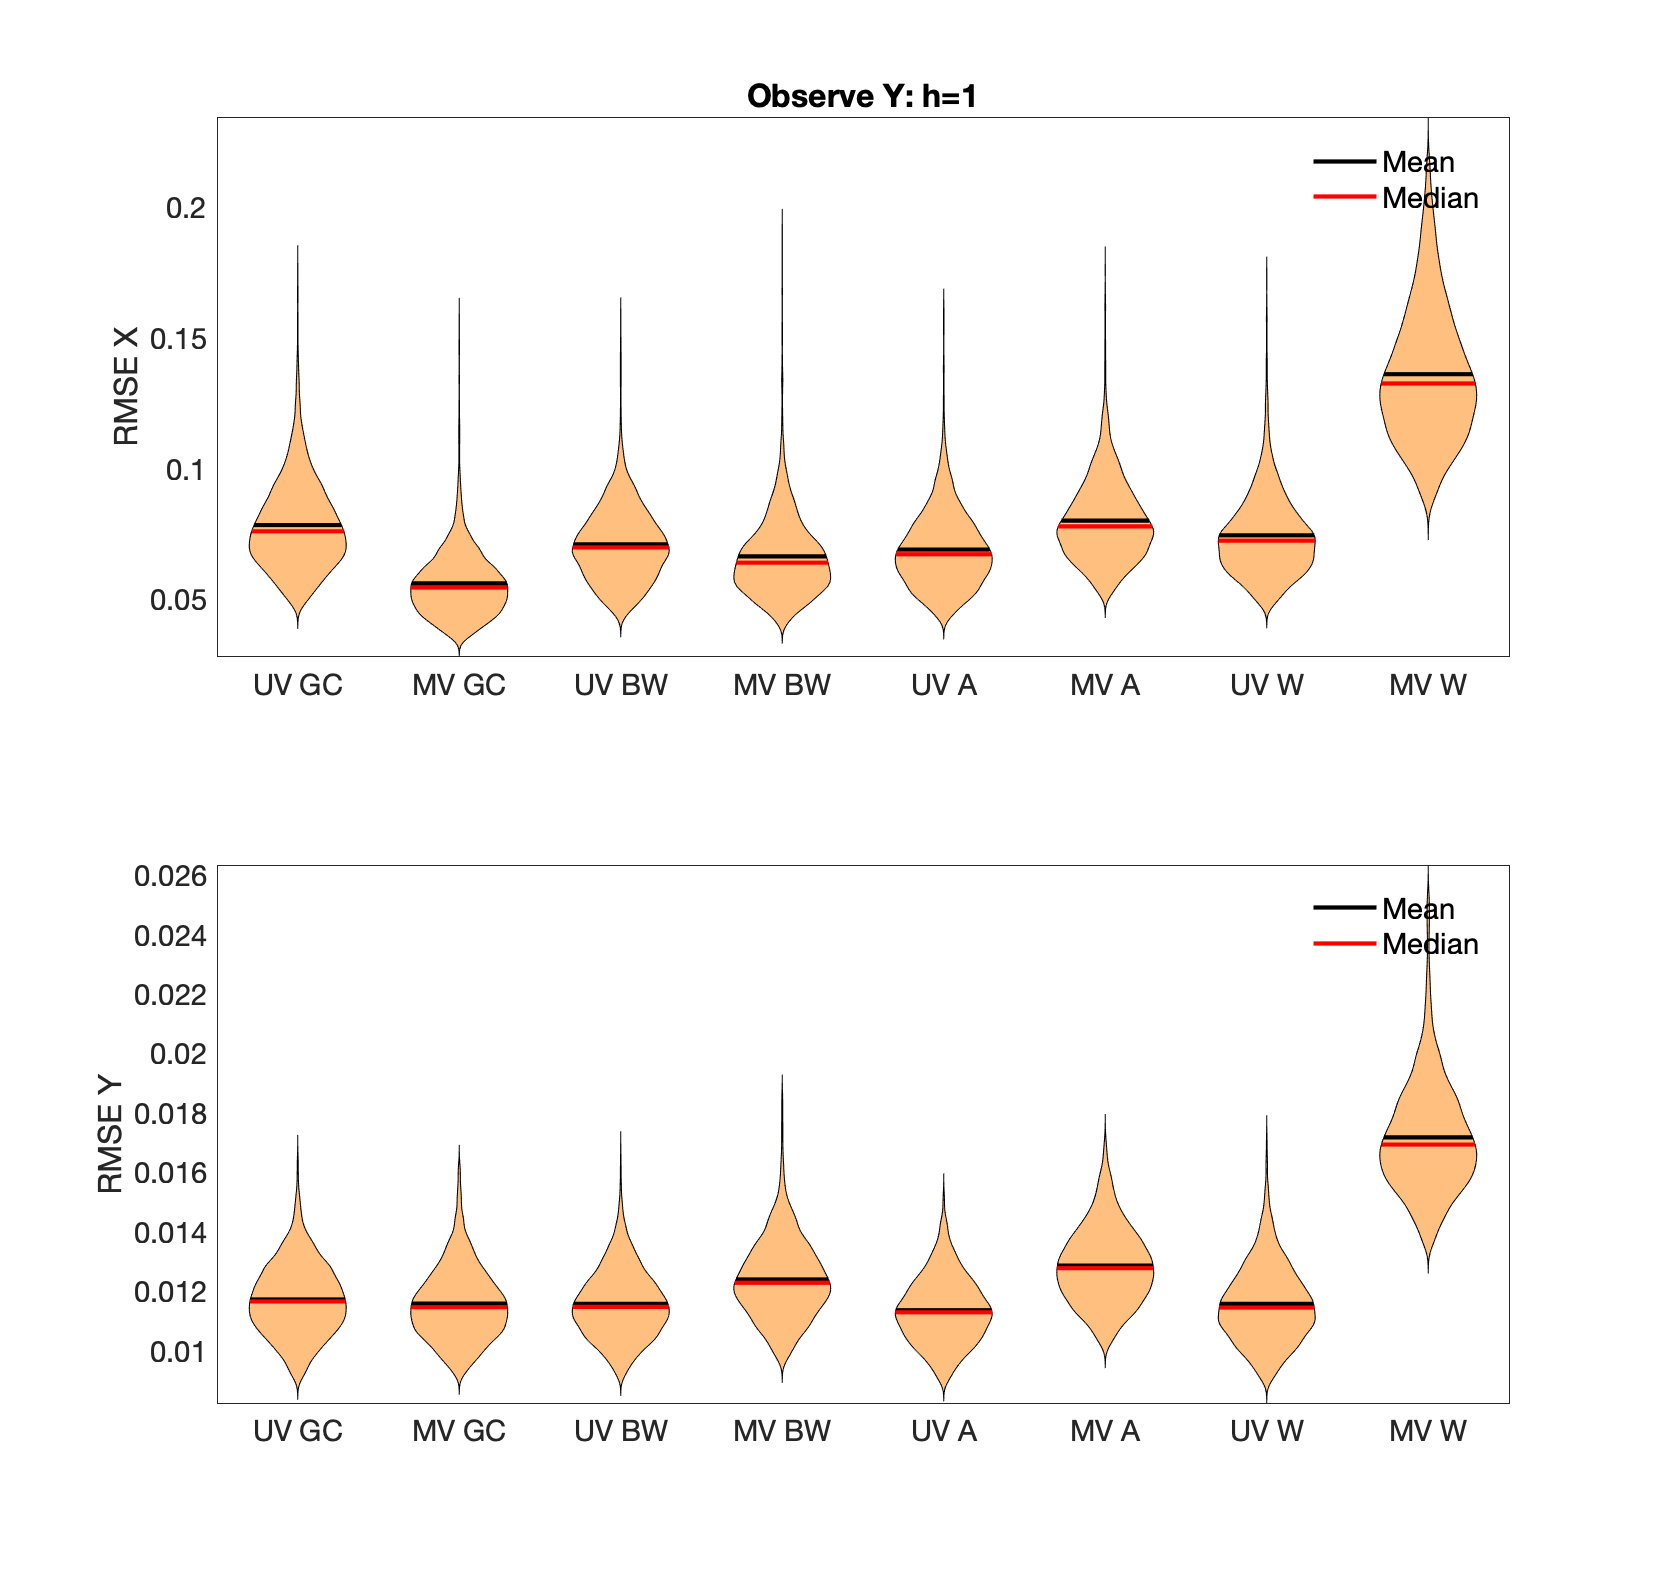 Observe Y: h=1
Mean
Median
RMSE X
0.2
0.15
0.1
0.05
UV GC MV GC UV BW MV BW UV A MV A UV W MV W
Mean
Median
RMSE Y
0.026
0.024
0.022
0.02
0.018
0.016
0.014
0.012
0.01
UV GC MV GC UV BW MV BW UV A MV A UV W MV W